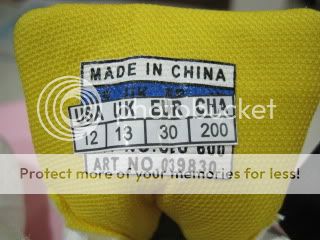 MADE IN CHINA
USA UK EUR CHA
12 13 30 200
ART NO.039830
photobucket
Protect more of your memories for less!